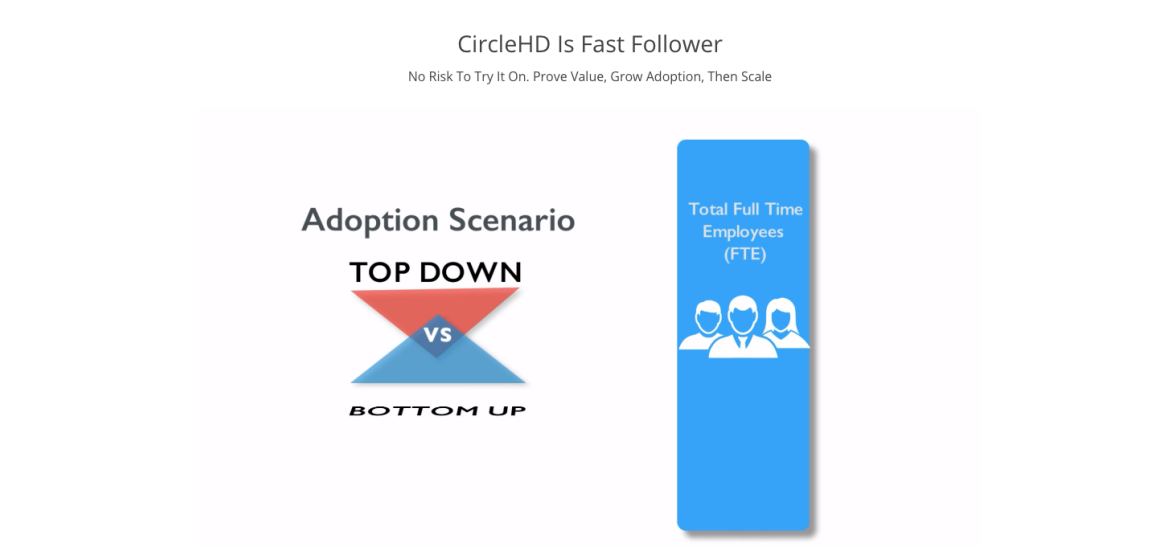 CircleHD Is Fast Follower
No Risk To Try It On. Prove Value, Grow Adoption, Then Scale
Adoption Scenario
TOP DOWN
VS
BOTTOM UP
Total Full Time
Employees
(FTE)